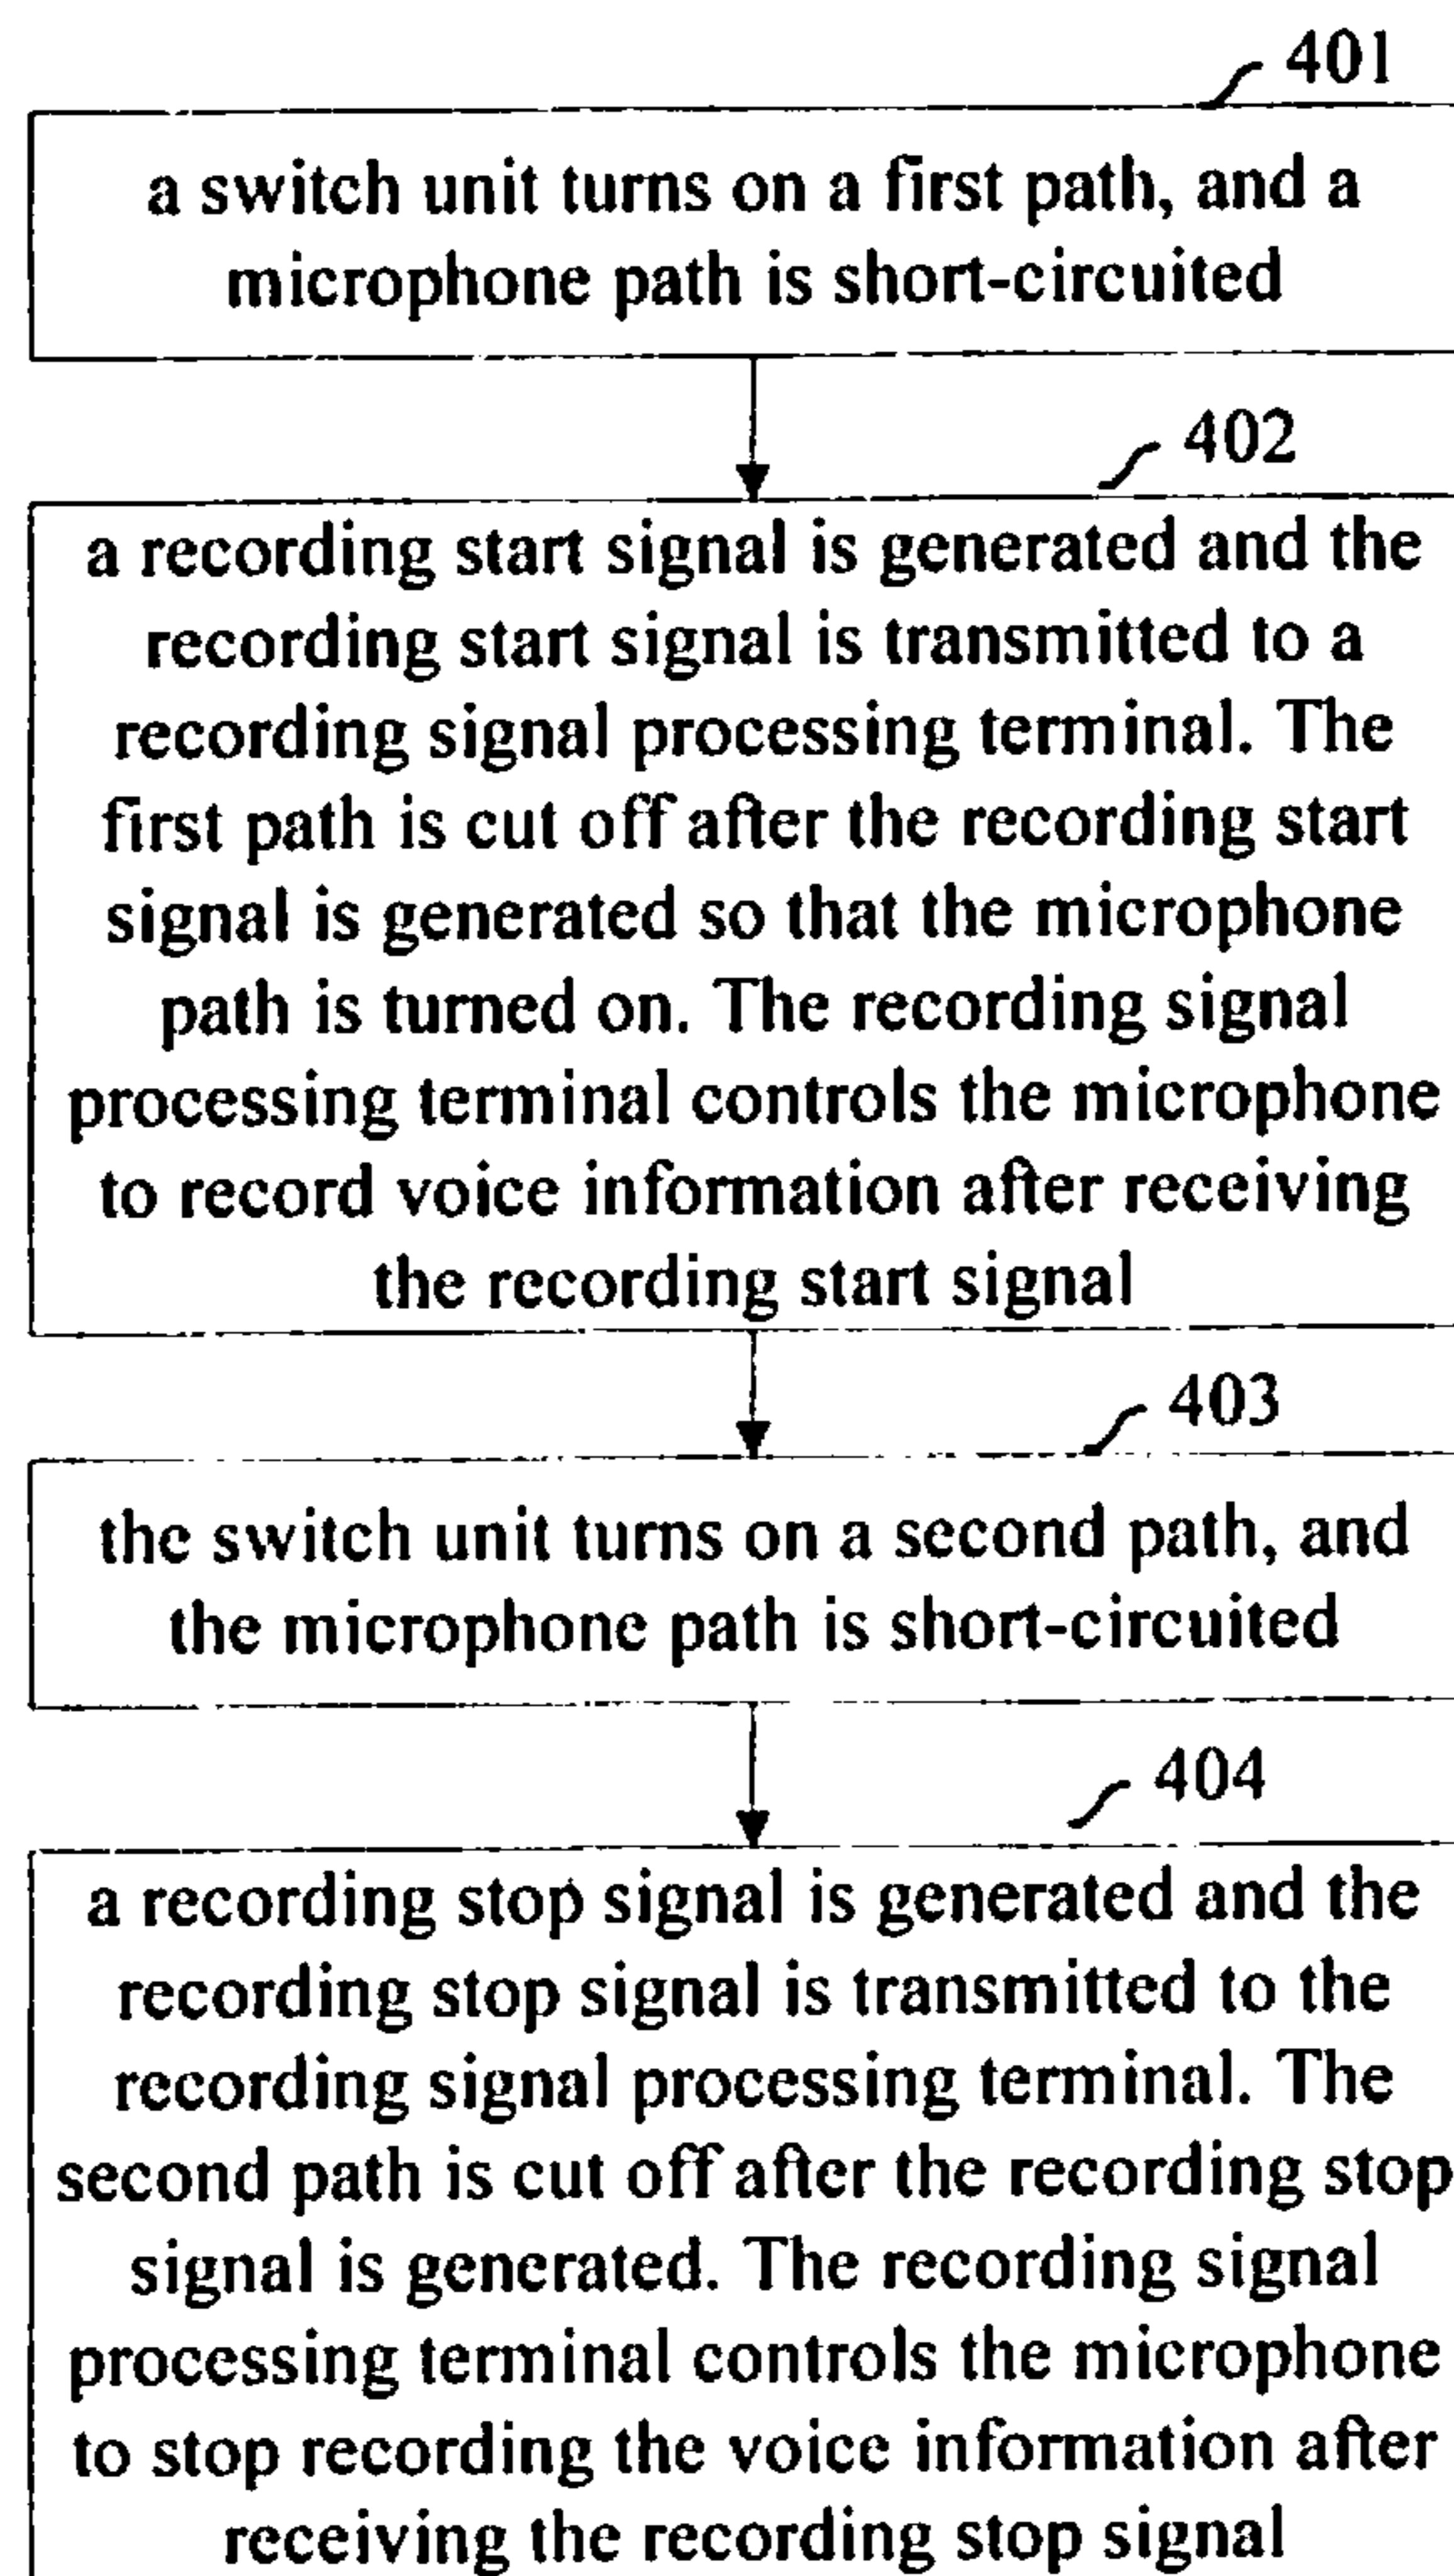 401
a switch unit turns on a first path, and a
microphone path is short-circuited
402
a recording start signal is generated and the
recording start signal is transmitted to a
recording signal processing terminal. The
first path is cut off after the recording start
signal is generated so that the microphone
path is turned on. The recording signal
processing terminal controls the microphone
to record voice information after receiving
the recording start signal
403
the switch unit turns on a second path, and
the microphone path is short-circuited
404
a recording stop signal is generated and the
recording stop signal is transmitted to the
recording signal processing terminal. The
second path is cut off after the recording stop
signal is generated. The recording signal
processing terminal controls the microphone
to stop recording the voice information after
receiving the recording stop signal